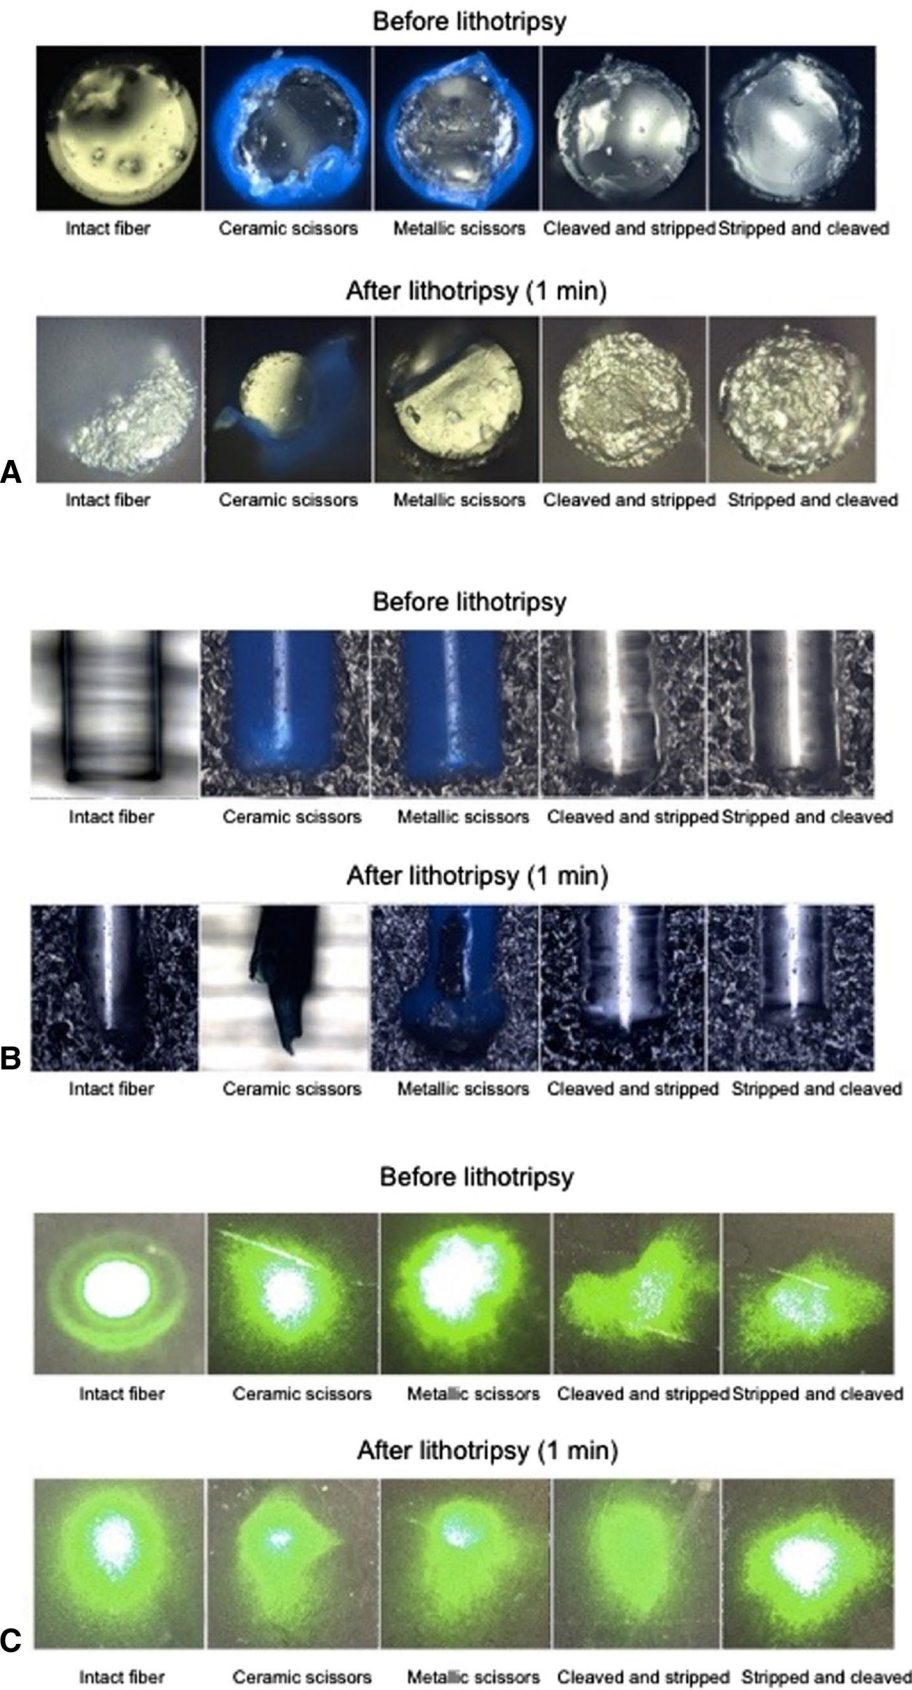 Before lithotripsy
Intact fiber Ceramic scissors Metallic scissors Cleaved and stripped Stripped and cleaved
After lithotripsy (1 min)
A
Intact fiber Ceramic scissors Metallic scissors Cleaved and stripped Stripped and cleaved
Before lithotripsy
Intact fiber Ceramic scissors Metallic scissors Cleaved and stripped Stripped and cleaved
After lithotripsy (1 min)
B
Intact fiber Ceramic scissors Metallic scissors Cleaved and stripped Stripped and cleaved
Before lithotripsy
Intact fiber Ceramic scissors Metallic scissors Cleaved and stripped Stripped and cleaved
After lithotripsy (1 min)
C
Intact fiber Ceramic scissors Metallic scissors Cleaved and stripped Stripped and cleaved